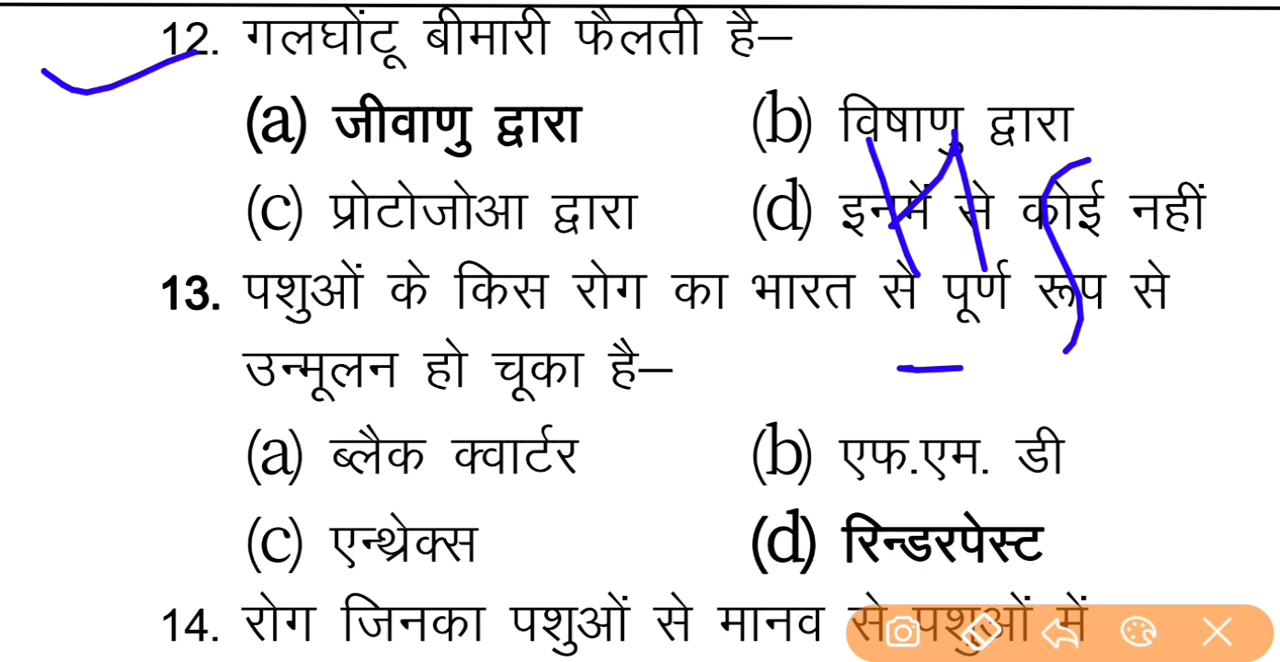 12. गलघोंटू बीमारी फैलती है–
(a) जीवाणु द्वारा (b) विषाणु द्वारा
(c) प्रोटोजोआ द्वारा (d) इनमें से कोई नहीं
13. पशुओं के किस रोग का भारत से पूर्ण रूप से
उन्मूलन हो चूका है–
(a) ब्लैक क्वार्टर (b) एफ.एम. डी
(c) एन्थ्रेक्स (d) रिन्डरपेस्ट
14. रोग जिनका पशुओं से मानव से पशुओं में